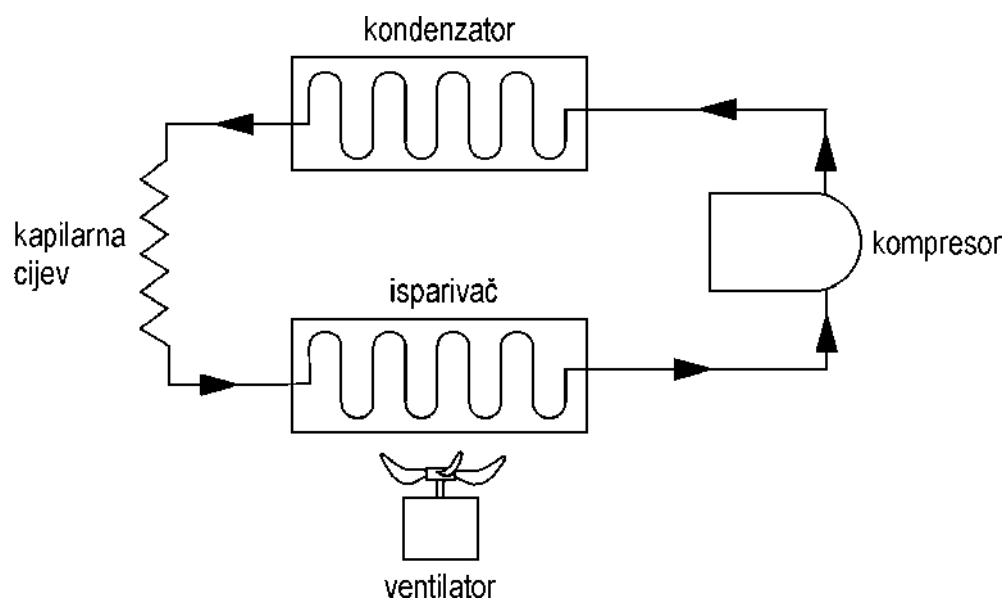 kondenzator
kapilarna
cijev
kompresor
isparivač
ventilator